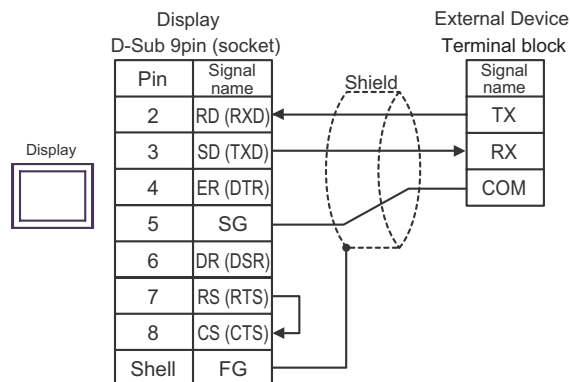 Display
D-Sub 9pin (socket)
External Device
Terminal block
Pin
Signal
name
Shield
Signal
name
2
RD (RXD)
TX
Display
3
SD (TXD)
RX
4
ER (DTR)
COM
5
SG
6
DR (DSR)
7
RS (RTS)
8
CS (CTS)
Shell
FG